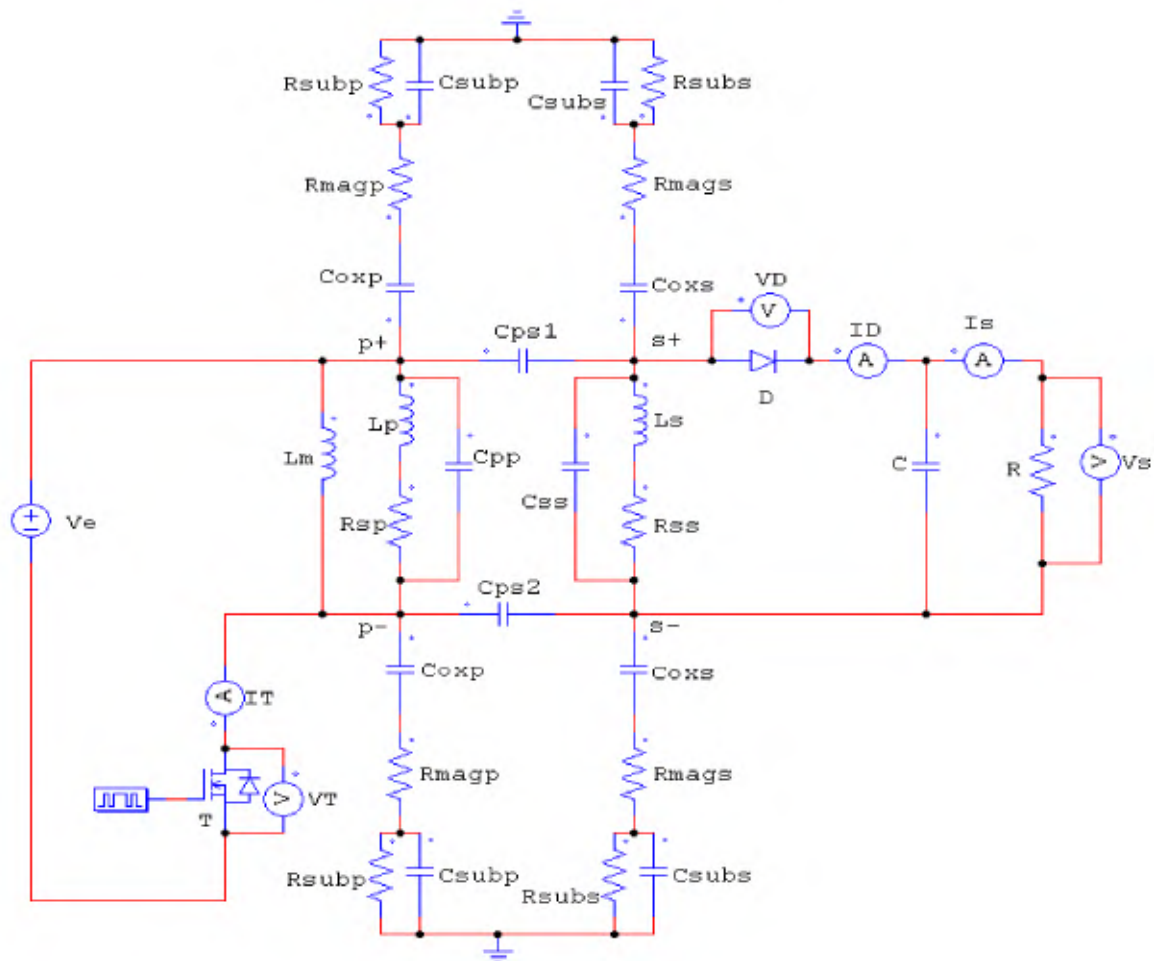 Rsubp
Csubp
Csubs
Rsubs
Rmagp
Rmags
Coxp
Coxs
VD
V
ID
A
Is
A
p+
Cps1
s+
D
Lm
Lp
Cpp
Css
Ls
C
R
V
Vs
Ve
Rsp
Rss
Cps2
p-
s-
Coxp
Coxs
A
IT
Rmagp
Rmags
T
V
VT
Rsubp
Csubp
Rsubs
Csubs